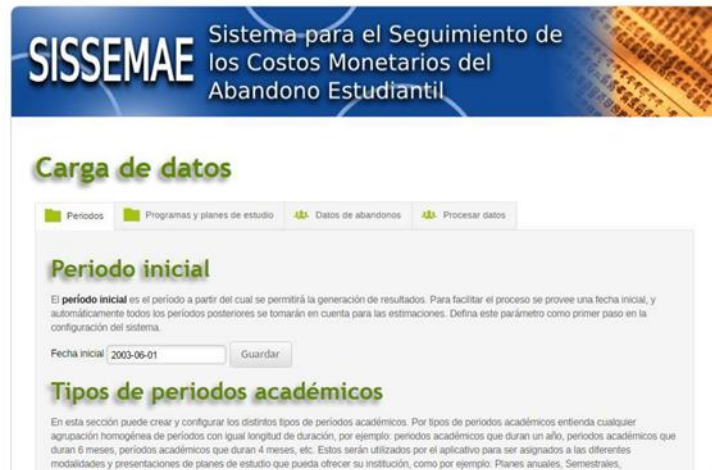 SISSEMAE
Sistema para el Seguimiento de
los Costos Monetarios del
Abandono Estudiantil
Carga de datos
Periodos
Programas y planes de estudio
Datos de abandonos
Procesar datos
Periodo inicial
El período inicial es el período a partir del cual se permitirá la generación de resultados. Para facilitar el proceso se provee una fecha inicial, y
automáticamente todos los períodos posteriores se tomarán en cuenta para las estimaciones. Defina este parámetro como primer paso en la
configuración del sistema.
Fecha inicial 2003-06-01 Guardar
Tipos de periodos académicos
En esta sección puede crear y configurar los distintos tipos de períodos académicos. Por tipos de periodos académicos entienda cualquier
agrupación homogénea de períodos con igual longitud de duración, por ejemplo: periodos académicos que duran un año, periodos académicos que
duran 6 meses, períodos académicos que duran 4 meses, etc. Estos serán utilizados por el aplicativo para ser asignados a las diferentes
modalidades y presentaciones de planes de estudio que pueda ofrecer su institución, como por ejemplo: Planes anuales, Semestrales,